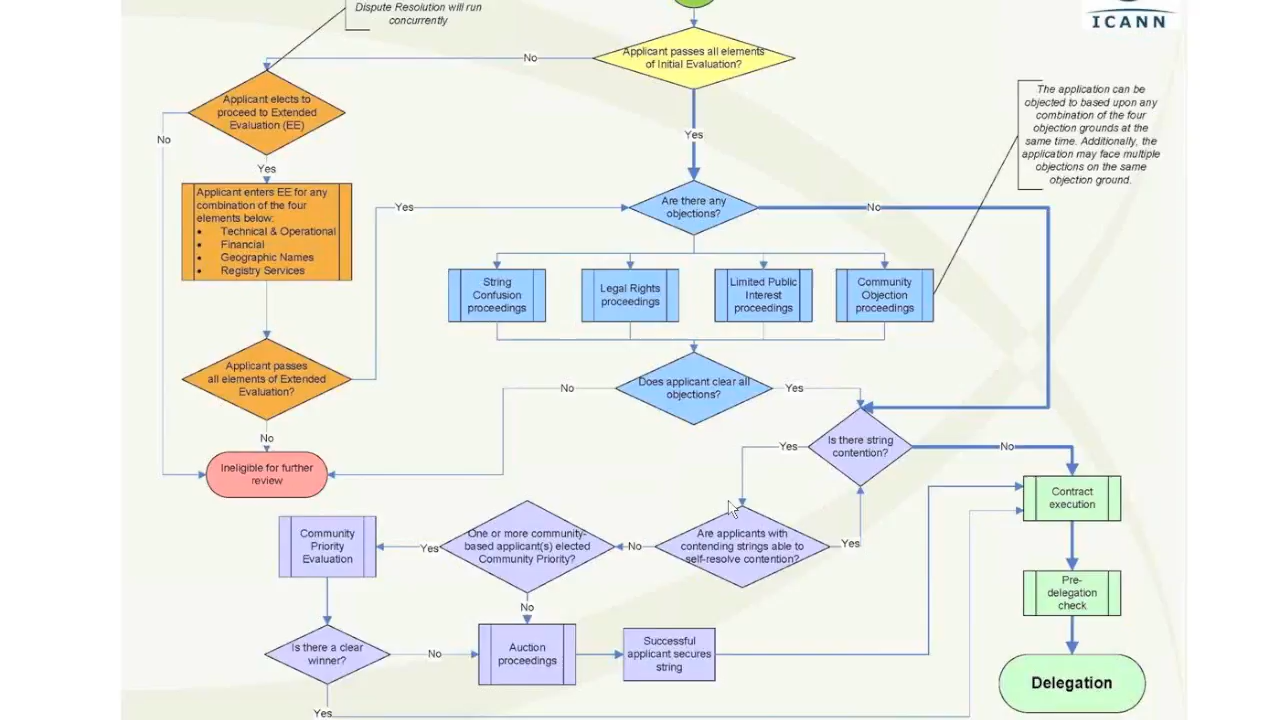 Dispute Resolution will run
concurrently
ICANN
Applicant passes all elements
of Initial Evaluation?
No
Applicant elects to
proceed to Extended
Evaluation (EE)
No
Yes
Yes
The application can be
objected to based upon any
combination of the four
objection grounds at the
same time. Additionally, the
application may face multiple
objections on the same
objection ground.
Applicant enters EE for any
combination of the four
elements below:
• Technical & Operational
• Financial
• Geographic Names
• Registry Services
Yes
Are there any
objections?
No
String
Confusion
proceedings
Legal Rights
proceedings
Limited Public
Interest
proceedings
Community
Objection
proceedings
Applicant passes
all elements of Extended
Evaluation?
No
Does applicant clear all
objections?
No
Yes
Is there string
contention?
Yes
No
Ineligible for further
review
Contract
execution
Community
Priority
Evaluation
Yes
One or more community-
based applicant(s) elected
Community Priority?
No
Are applicants with
contending strings able to
self-resolve contention?
Yes
No
Pre-
delegation
check
Is there a clear
winner?
No
Auction
proceedings
Successful
applicant secures
string
Delegation
Yes